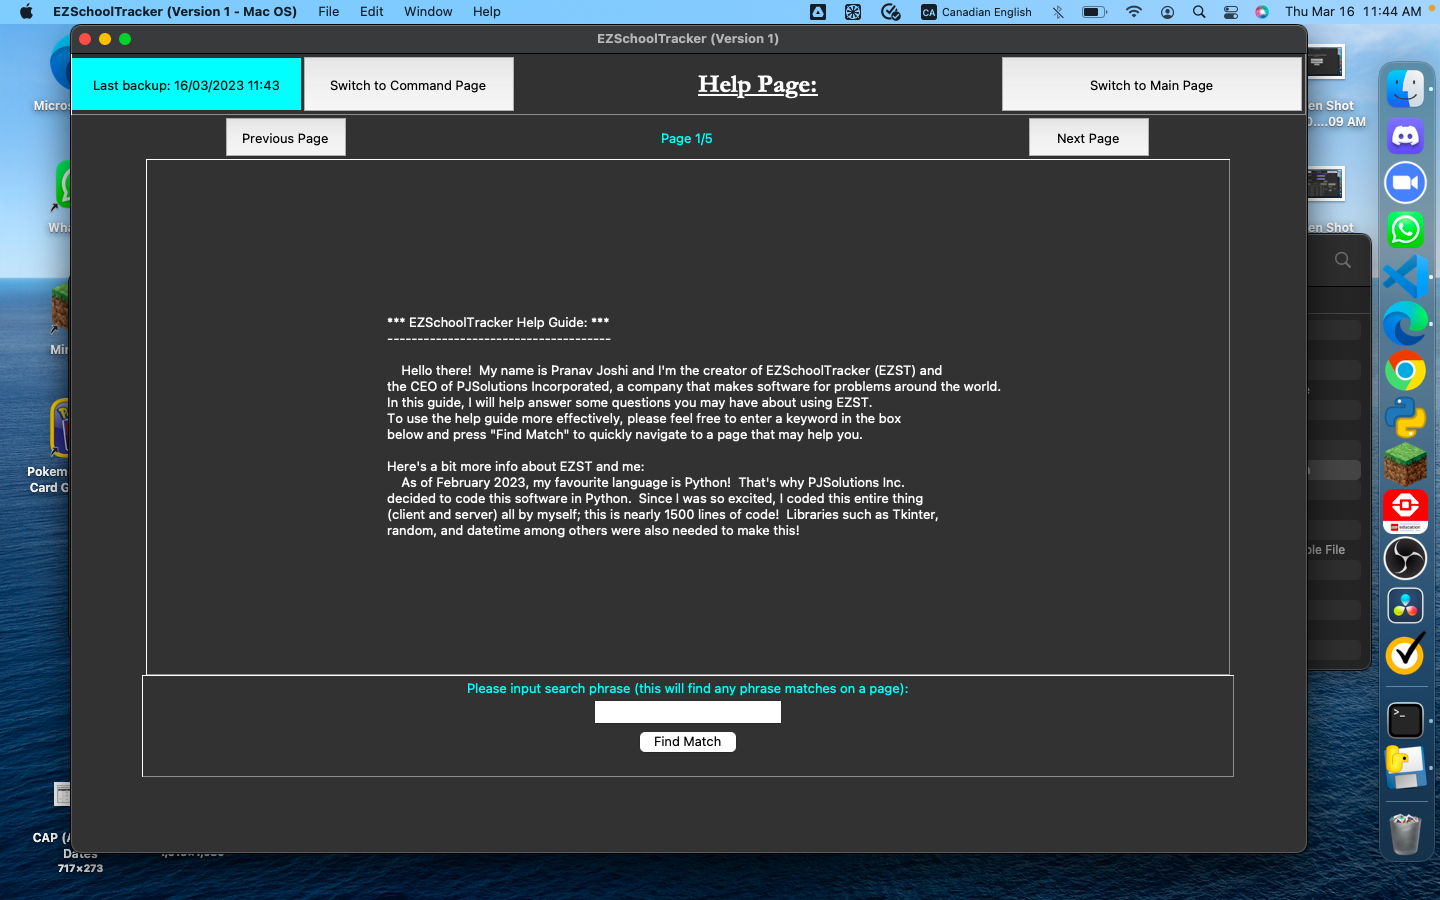 EZSchoolTracker (Version 1 - Mac OS) File Edit Window Help
CA Canadian English
Thu Mar 16 11:44 AM
EZSchoolTracker (Version 1)
Last backup: 16/03/2023 11:43
Switch to Command Page
Help Page:
Switch to Main Page
Previous Page
Page 1/5
Next Page
*** EZSchoolTracker Help Guide: ***
-------------------------------------
Hello there! My name is Pranav Joshi and I'm the creator of EZSchoolTracker (EZST) and
the CEO of PJSolutions Incorporated, a company that makes software for problems around the world.
In this guide, I will help answer some questions you may have about using EZST.
To use the help guide more effectively, please feel free to enter a keyword in the box
below and press "Find Match" to quickly navigate to a page that may help you.
Here's a bit more info about EZST and me:
As of February 2023, my favourite language is Python! That's why PJSolutions Inc.
decided to code this software in Python. Since I was so excited, I coded this entire thing
(client and server) all by myself; this is nearly 1500 lines of code! Libraries such as Tkinter,
random, and datetime among others were also needed to make this!
Please input search phrase (this will find any phrase matches on a page):
Find Match
Micros
Wha
Min
Pokem
Card G
CAP (A
Dates
717×273
en Shot
0....09 AM
en Shot
ble File
education